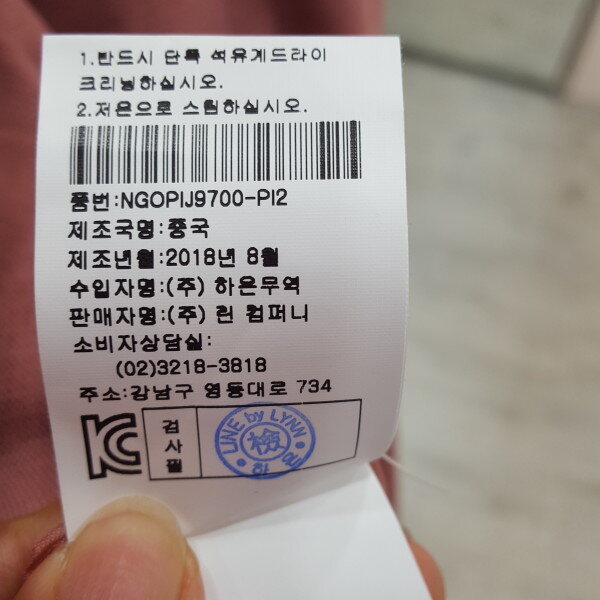 1.반드시 단독 석유계드라이
크리닝하십시오.
2.저온으로 스팀하십시오.
품번:NGOPIJ9700-PI2
제조국명:중국
제조년월:2018년 8월
수입자명:(주) 하은무역
판매자명:(주) 린 컴퍼니
소비자상담실:
(02)3218-3818
주소:강남구 영동대로 734
검
사
필
LINE by LYNN
檢